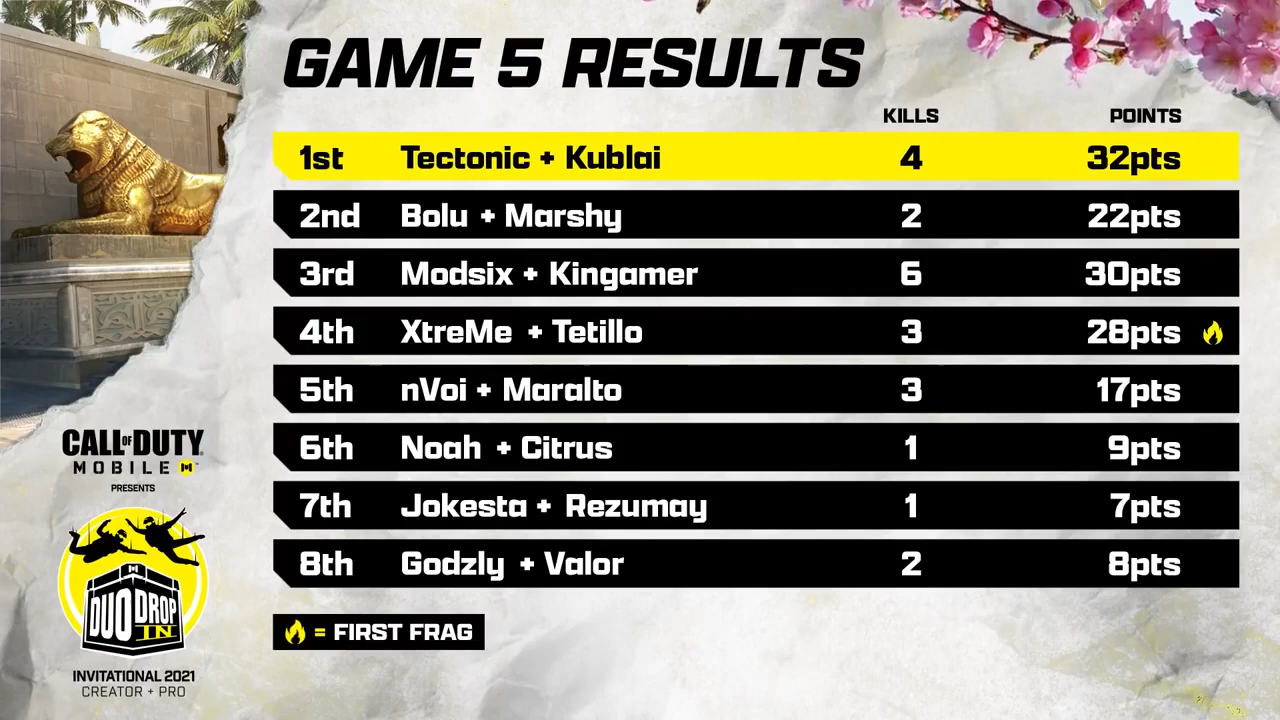 GAME 5 RESULTS
KILLS POINTS
1st Tectonic + Kublai 4 32pts
2nd Bolu + Marshy 2 22pts
3rd Modsix + Kingamer 6 30pts
4th XtreMe + Tetillo 3 28pts
5th nVoi + Maralto 3 17pts
6th Noah + Citrus 1 9pts
7th Jokesta + Rezumay 1 7pts
8th Godzly + Valor 2 8pts
= FIRST FRAG
CALL OF DUTY
MOBILE
PRESENTS
DUO DROP
IN
INVITATIONAL 2021
CREATOR + PRO